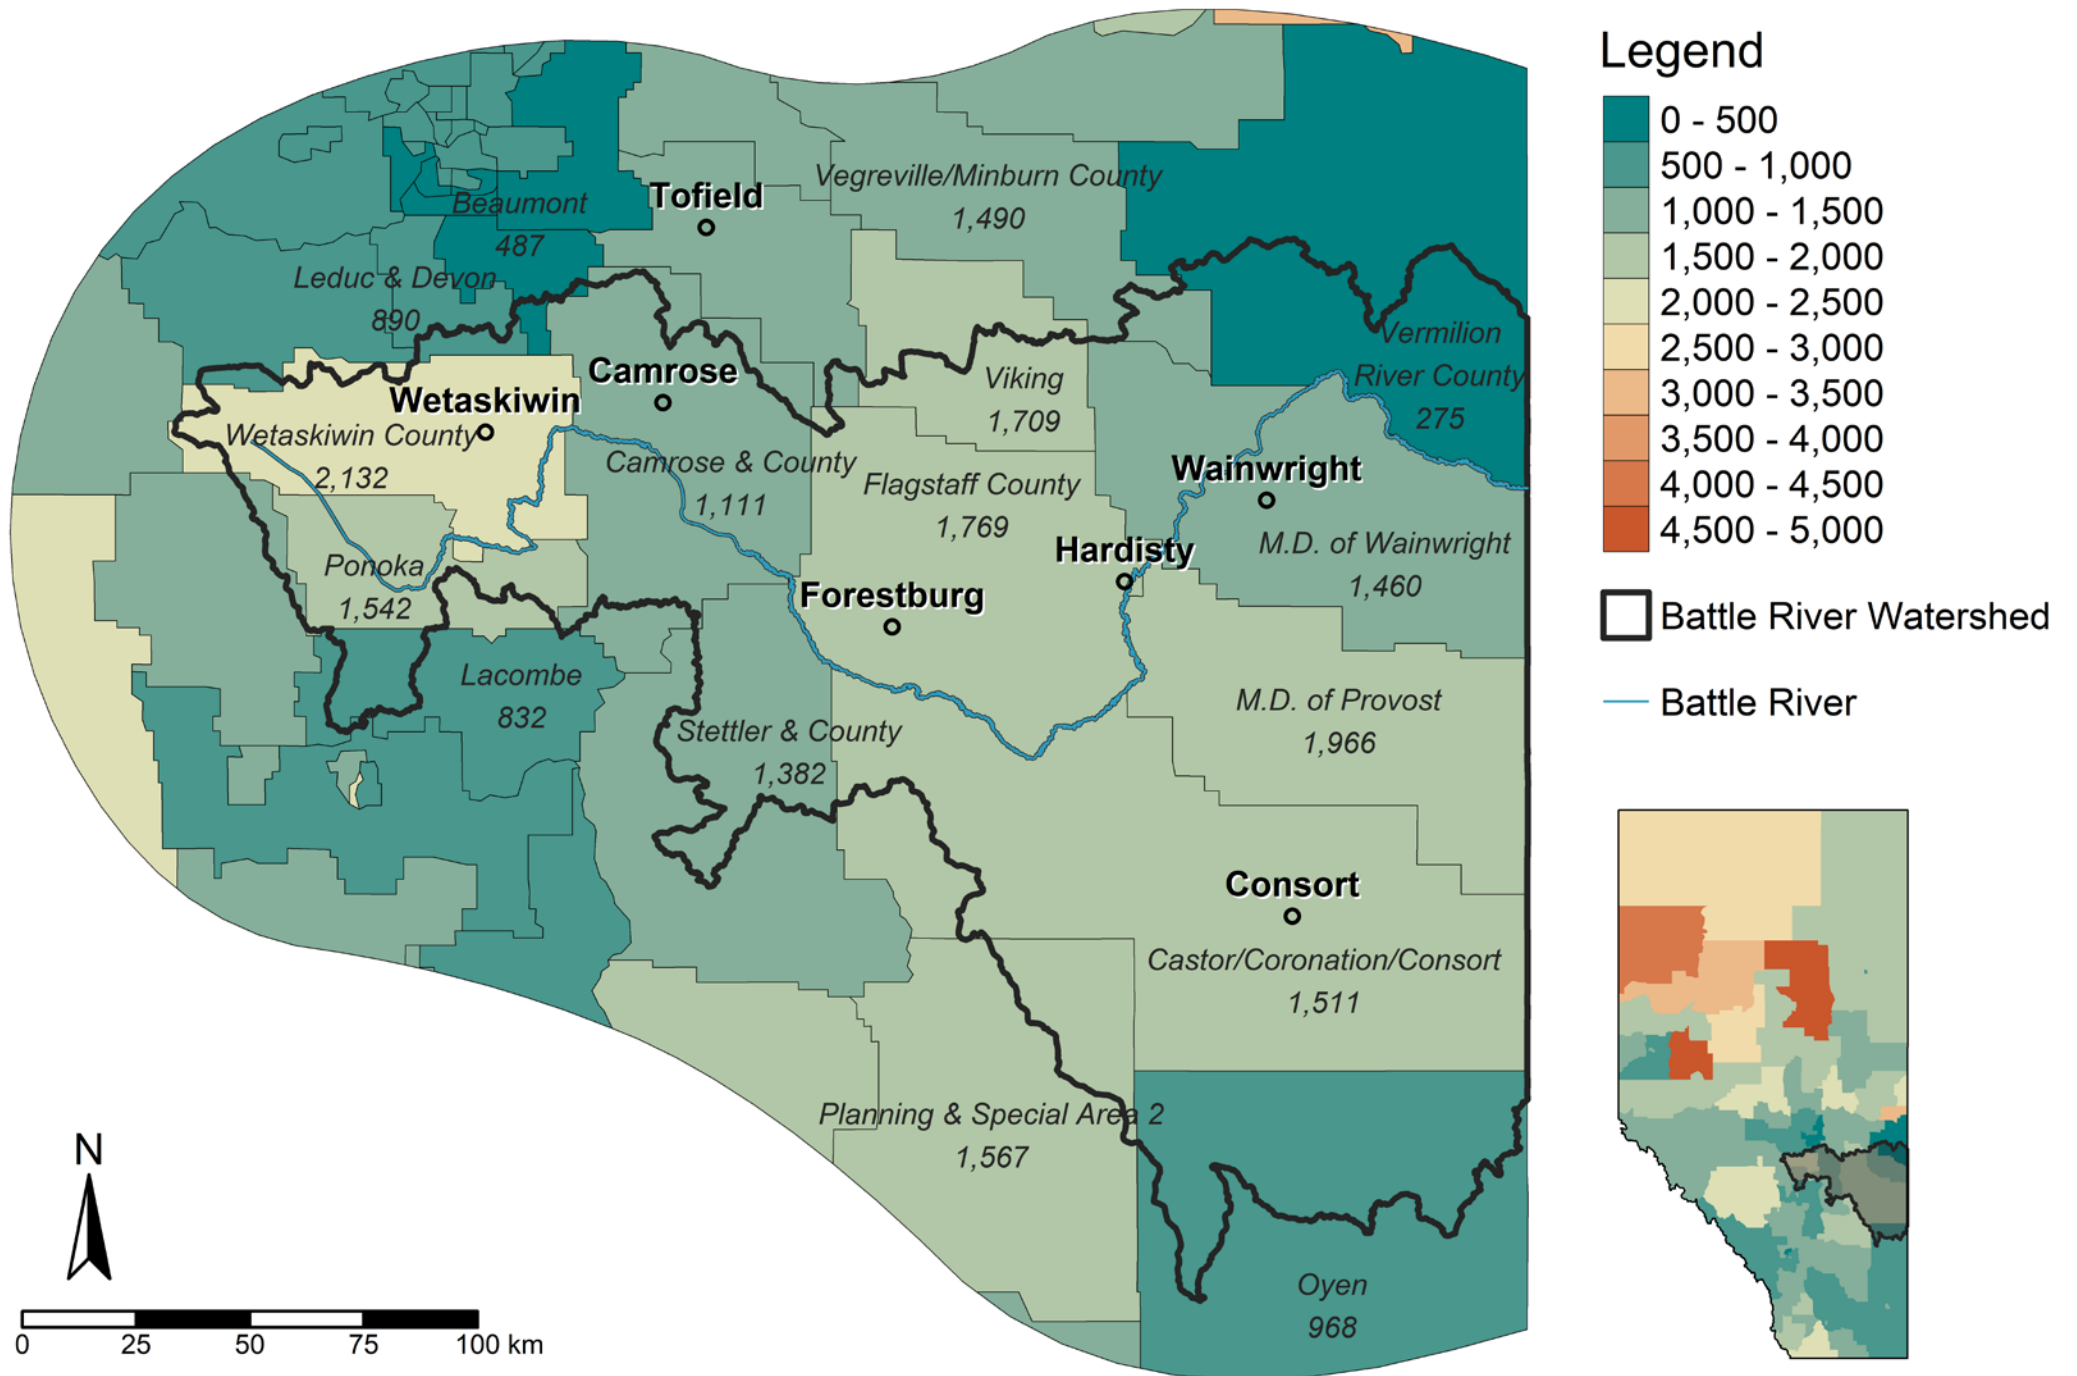 Legend
0 - 500
500 - 1,000
1,000 - 1,500
1,500 - 2,000
2,000 - 2,500
2,500 - 3,000
3,000 - 3,500
3,500 - 4,000
4,000 - 4,500
4,500 - 5,000
Battle River Watershed
Battle River
Tofield
Vegreville/Minburn County
1,490
Beaumont
487
Leduc & Devon
890
Vermilion
River County
275
Camrose
Viking
1,709
Wetaskiwin
Wetaskiwin County
2,132
Camrose & County
1,111
Flagstaff County
1,769
Wainwright
M.D. of Wainwright
1,460
Hardisty
Ponoka
1,542
Forestburg
Lacombe
832
Stettler & County
1,382
M.D. of Provost
1,966
Consort
Castor/Coronation/Consort
1,511
Planning & Special Area 2
1,567
Oyen
968
N
0 25 50 75 100 km